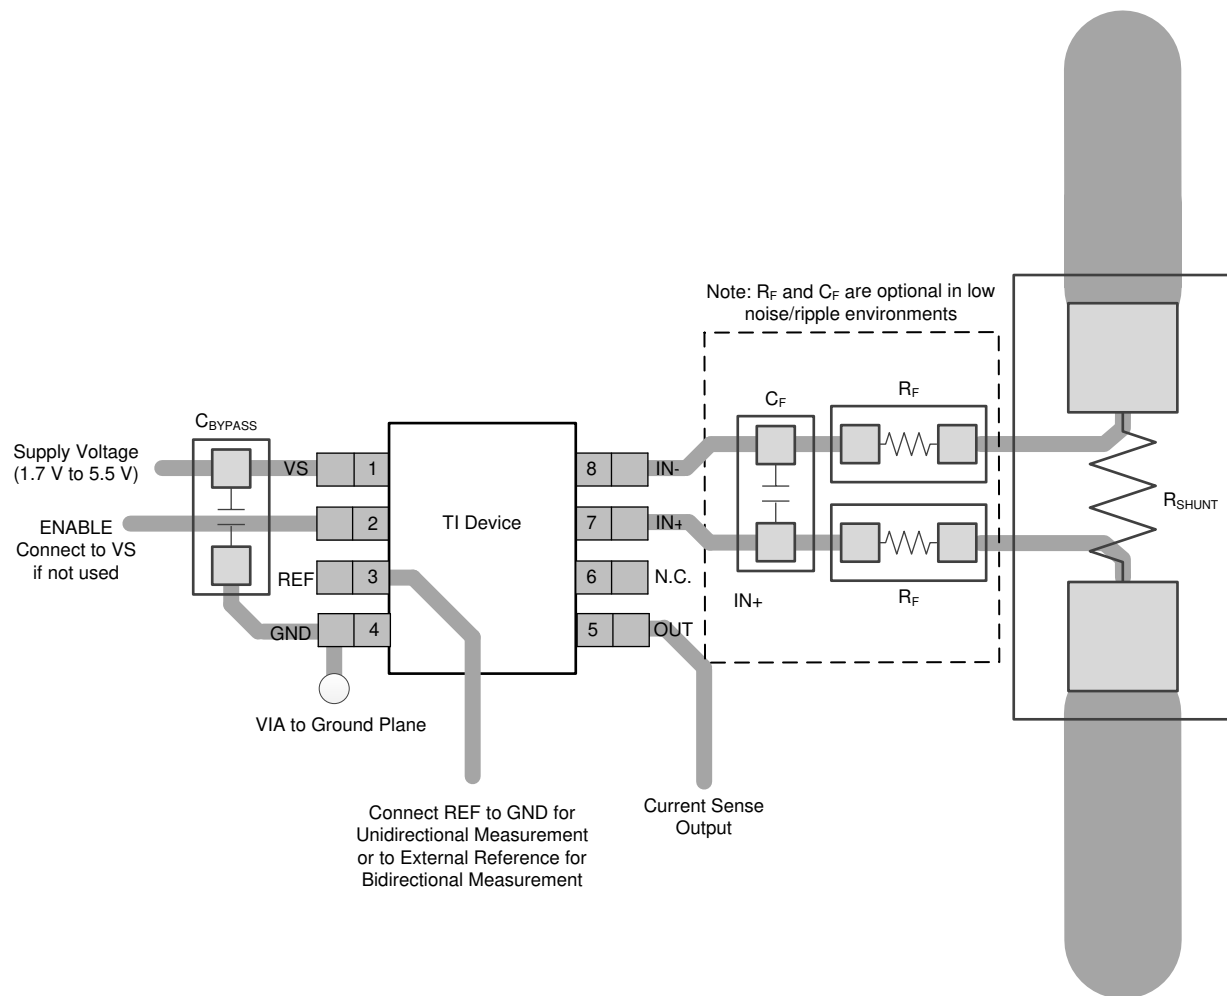 Note: RF and CF are optional in low
noise/ripple environments
CBYPASS
Supply Voltage
(1.7 V to 5.5 V)
VS
1
ENABLE
Connect to VS
if not used
2
REF
3
GND
4
VIA to Ground Plane
TI Device
8
IN-
7
IN+
6
N.C.
5
OUT
CF
RF
RF
IN+
RSHUNT
Connect REF to GND for
Unidirectional Measurement
or to External Reference for
Bidirectional Measurement
Current Sense
Output